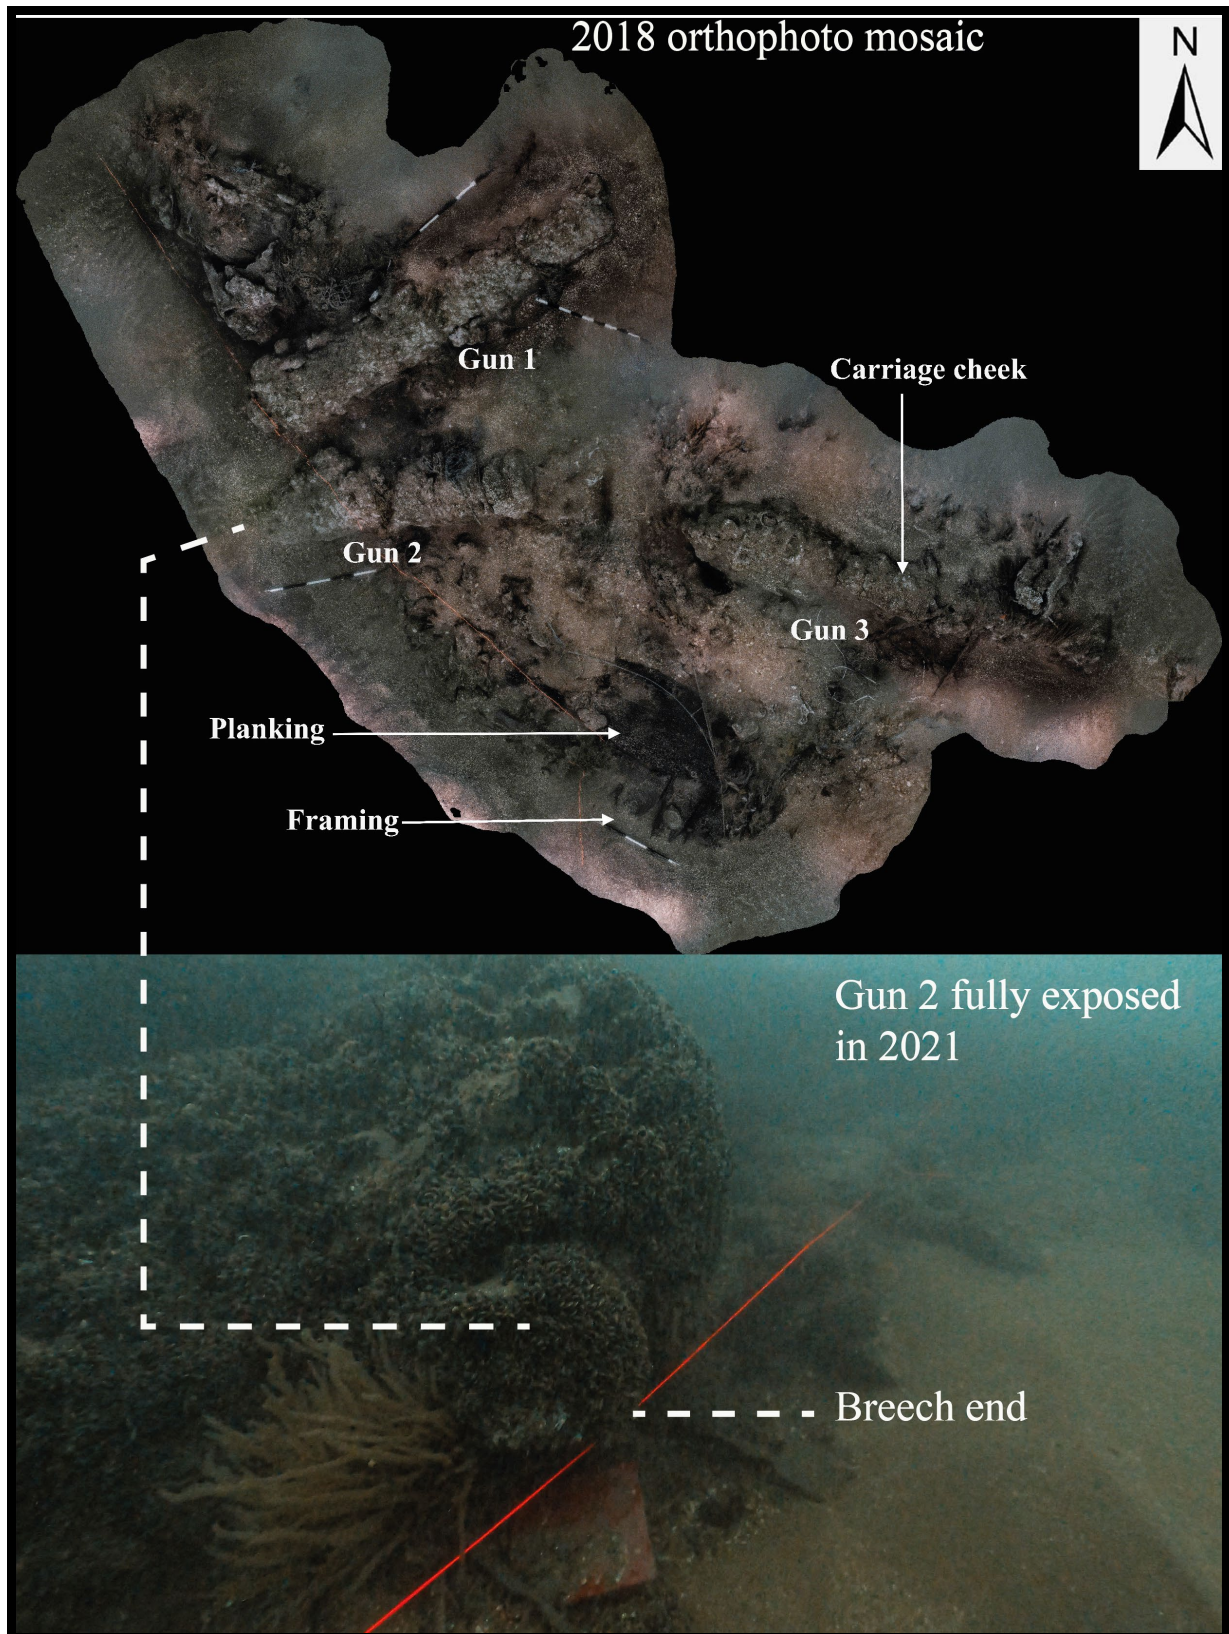 2018 orthophoto mosaic
N
Gun 1
Carriage cheek
Gun 2
Gun 3
Planking
Framing
Gun 2 fully exposed
in 2021
Breech end